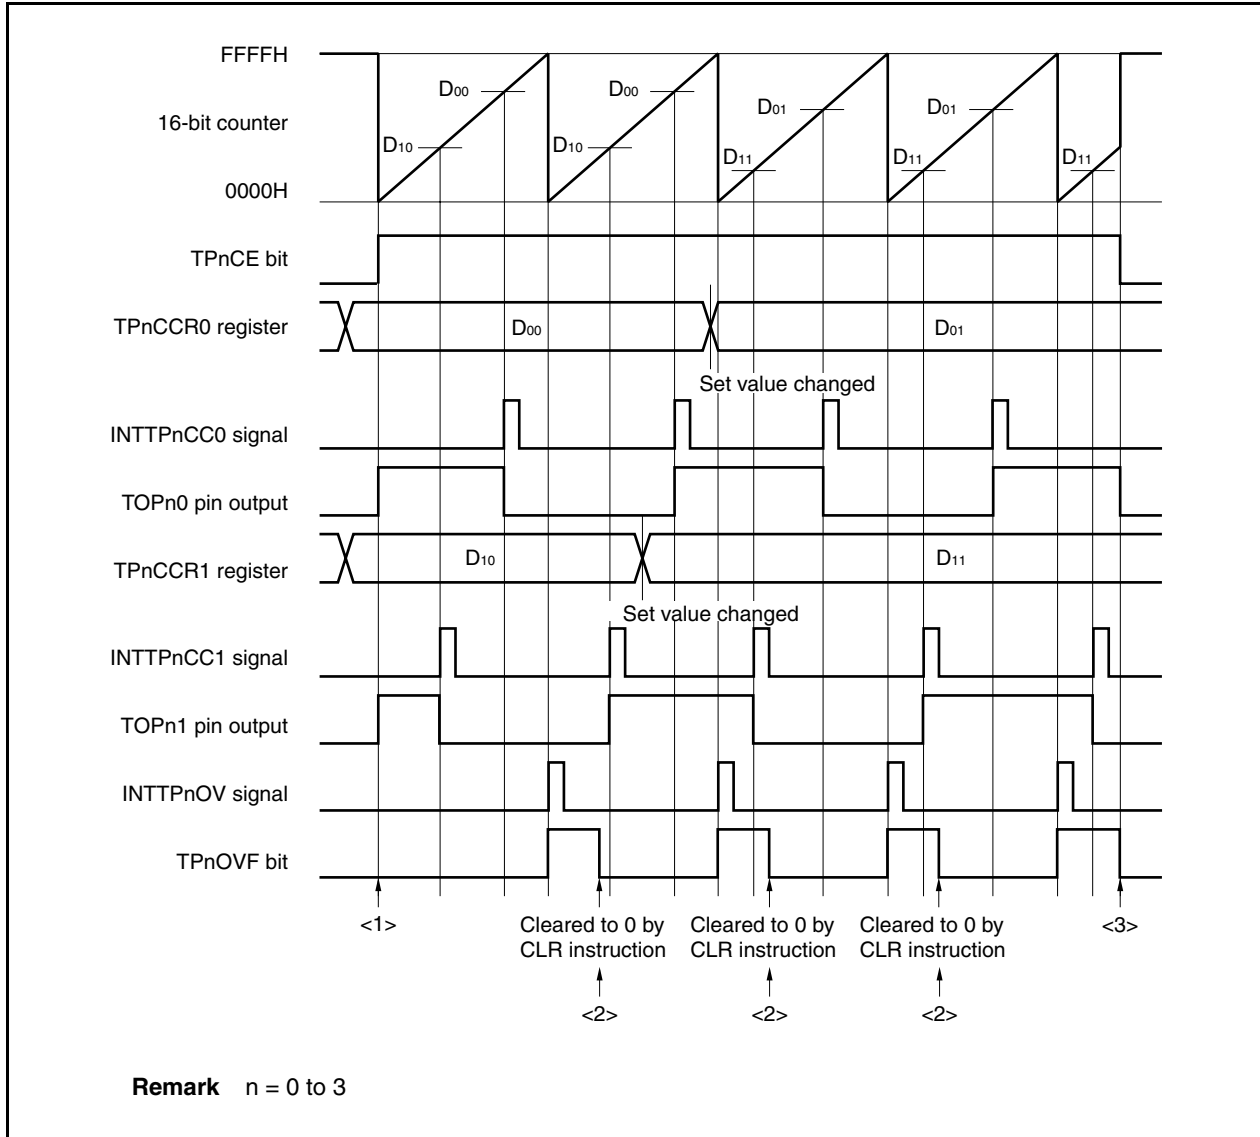 FFFFH
D00
D00
D01
D01
16-bit counter
D10
D10
D11
D11
D11
0000H
TPnCE bit
TPnCCR0 register
D00
D01
Set value changed
INTTPnCC0 signal
TOPn0 pin output
TPnCCR1 register
D10
D11
Set value changed
INTTPnCC1 signal
TOPn1 pin output
INTTPnOV signal
TPnOVF bit
<1>
Cleared to 0 by
CLR instruction
Cleared to 0 by
CLR instruction
Cleared to 0 by
CLR instruction
<3>
<2>
<2>
<2>
Remark n = 0 to 3